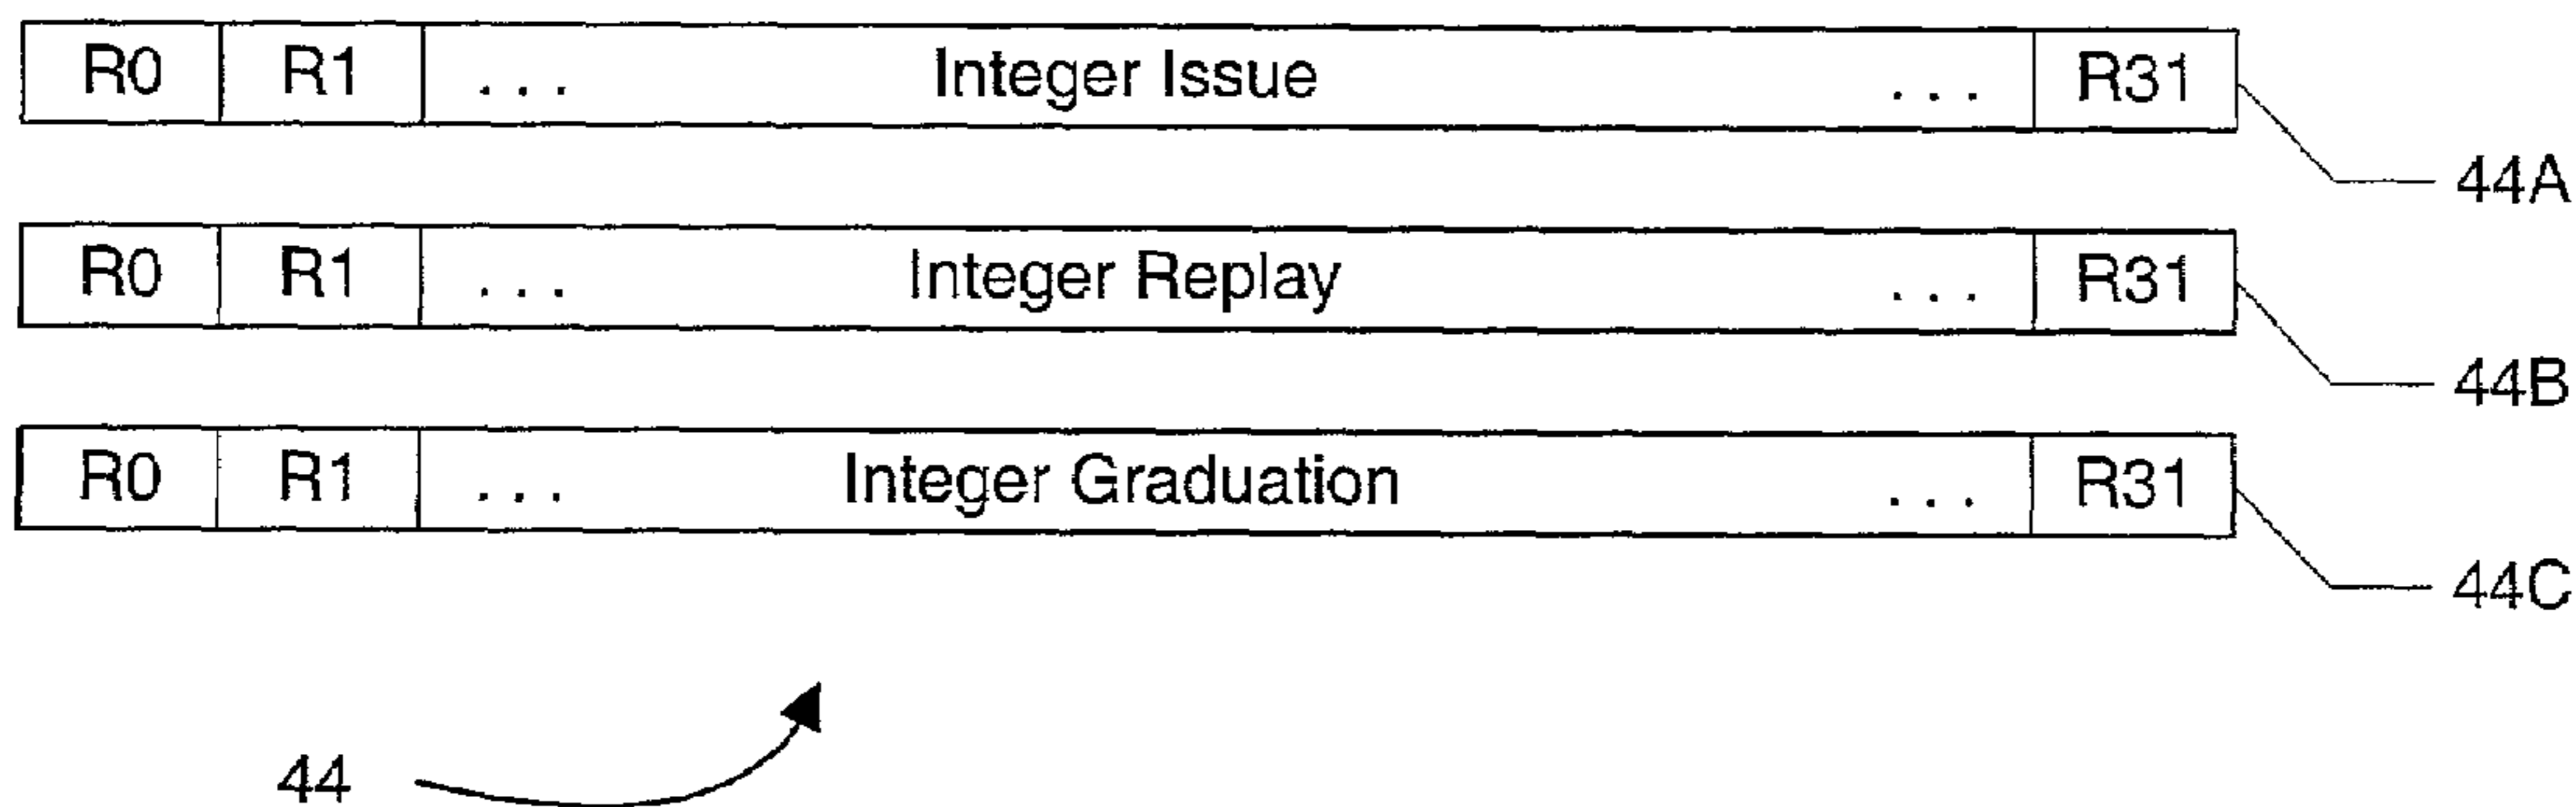 R0 R1 . . . Integer Issue . . . R31
44A
R0 R1 . . . Integer Replay . . . R31
44B
R0 R1 . . . Integer Graduation . . . R31
44C
44